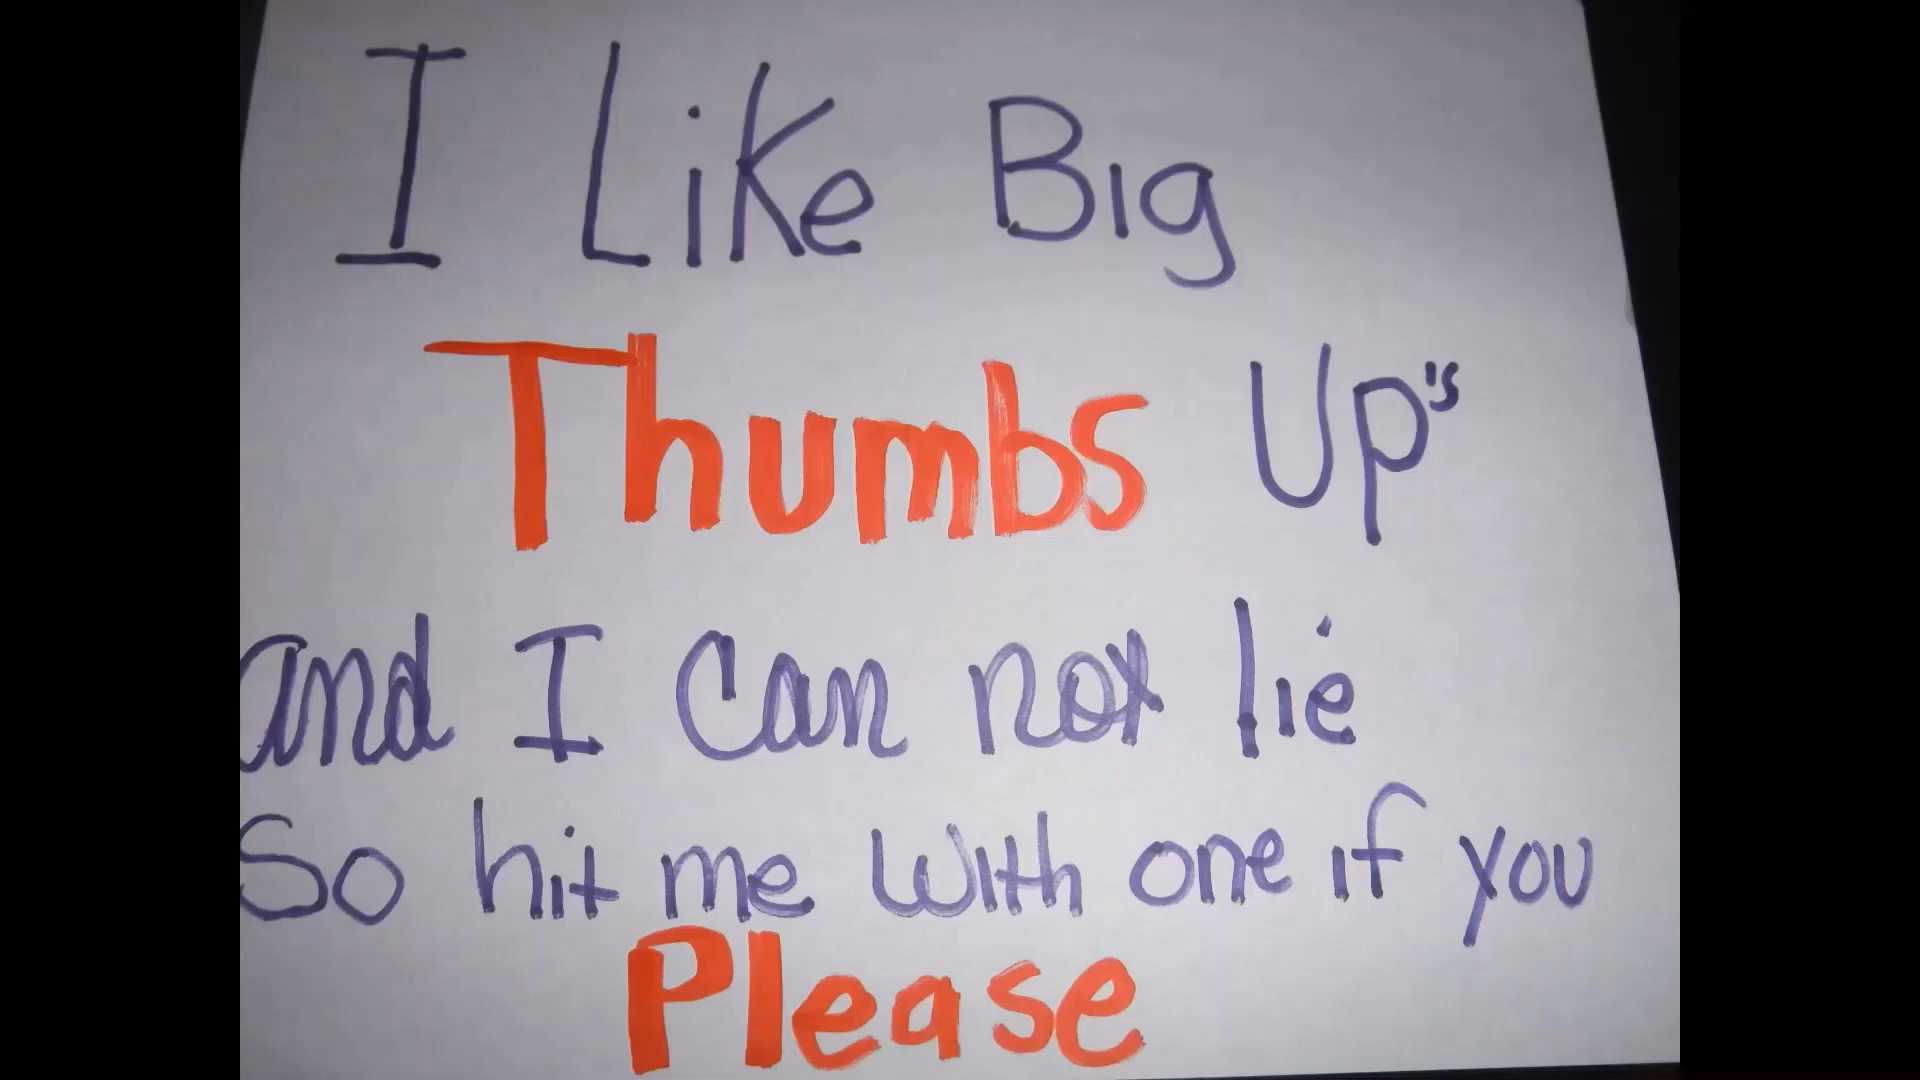 I Like Big
Thumbs Up's
and I Can not lie
So hit me with one if you
Please